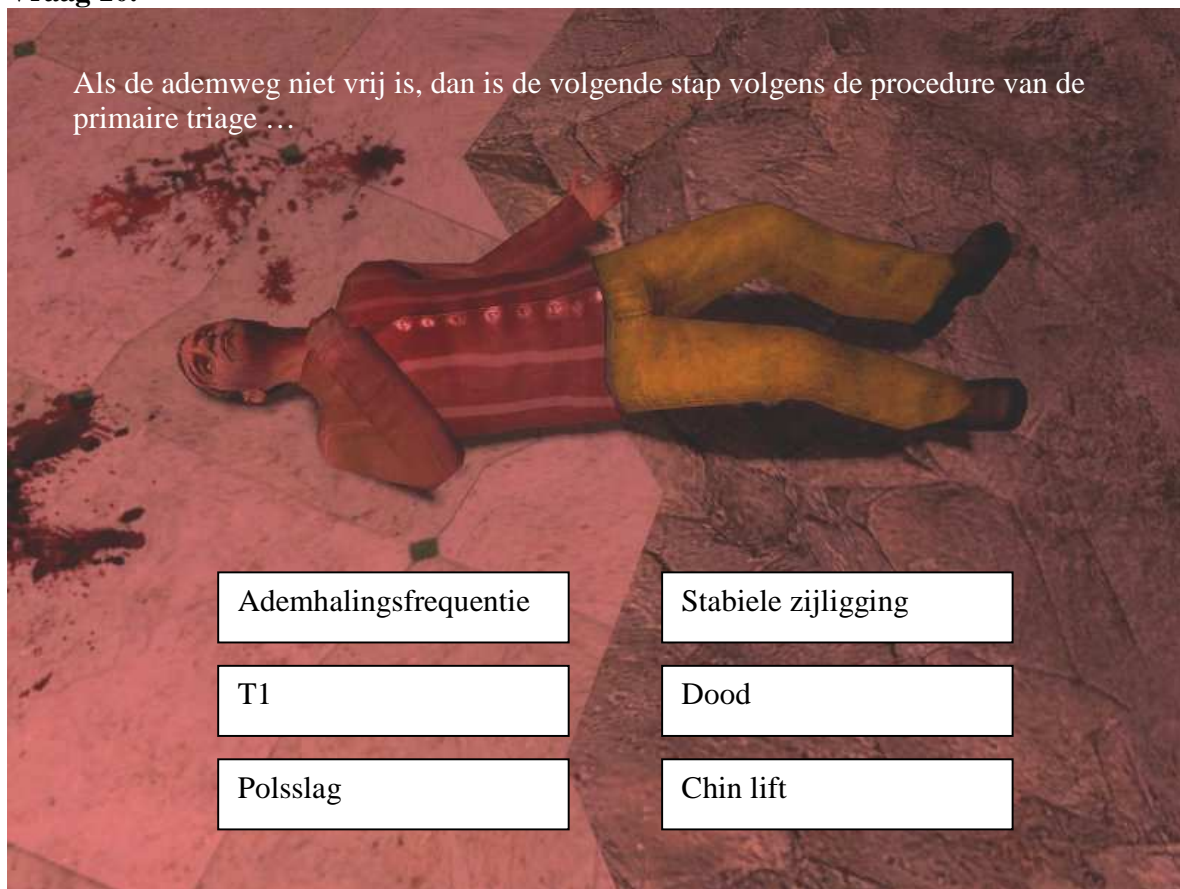 Als de ademweg niet vrij is, dan is de volgende stap volgens de procedure van de
primaire triage …
Ademhalingsfrequentie
Stabiele zijligging
T1
Dood
Polsslag
Chin lift